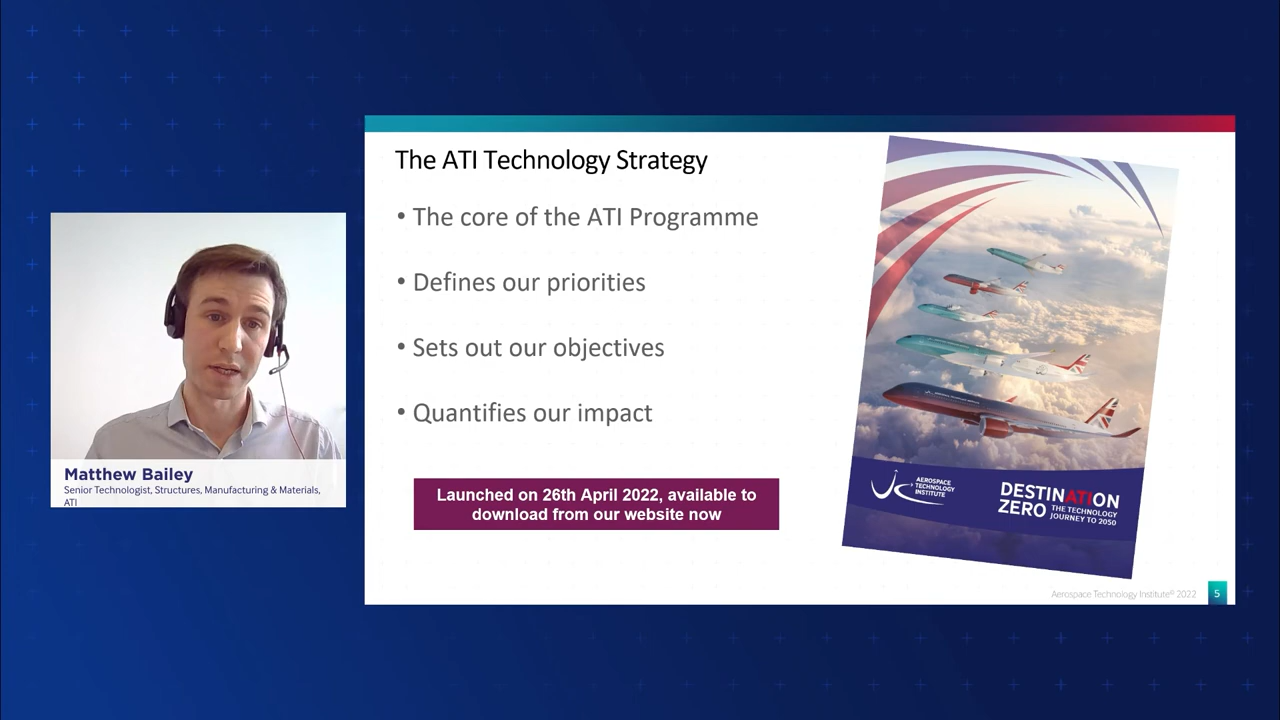 The ATI Technology Strategy
• The core of the ATI Programme
• Defines our priorities
• Sets out our objectives
• Quantifies our impact
Launched on 26th April 2022, available to
download from our website now
AEROSPACE
TECHNOLOGY
INSTITUTE
DESTINATION
ZERO
THE TECHNOLOGY
JOURNEY TO 2050
Matthew Bailey
Senior Technologist, Structures, Manufacturing & Materials,
ATI
Aerospace Technology Institute® 2022
5